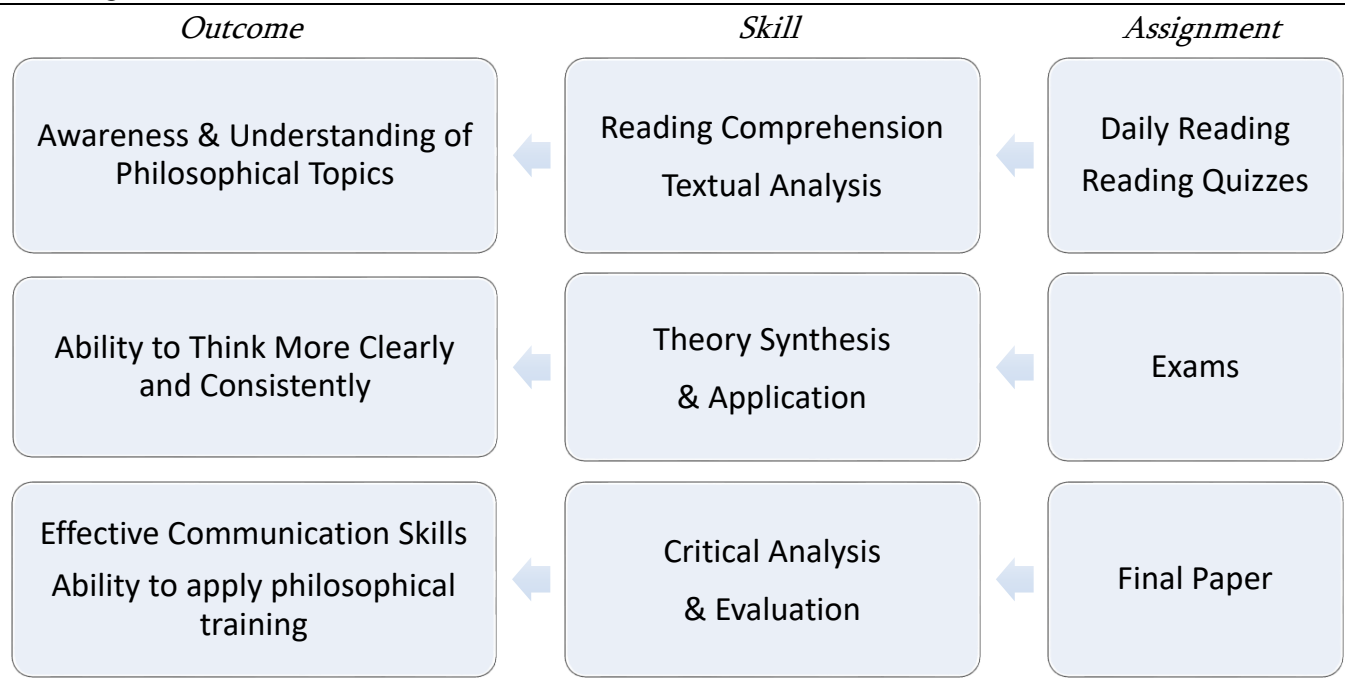 Outcome Skill Assignment
Awareness & Understanding of
Philosophical Topics
Reading Comprehension
Textual Analysis
Daily Reading
Reading Quizzes
Ability to Think More Clearly
and Consistently
Theory Synthesis
& Application
Exams
Effective Communication Skills
Ability to apply philosophical
training
Critical Analysis
& Evaluation
Final Paper